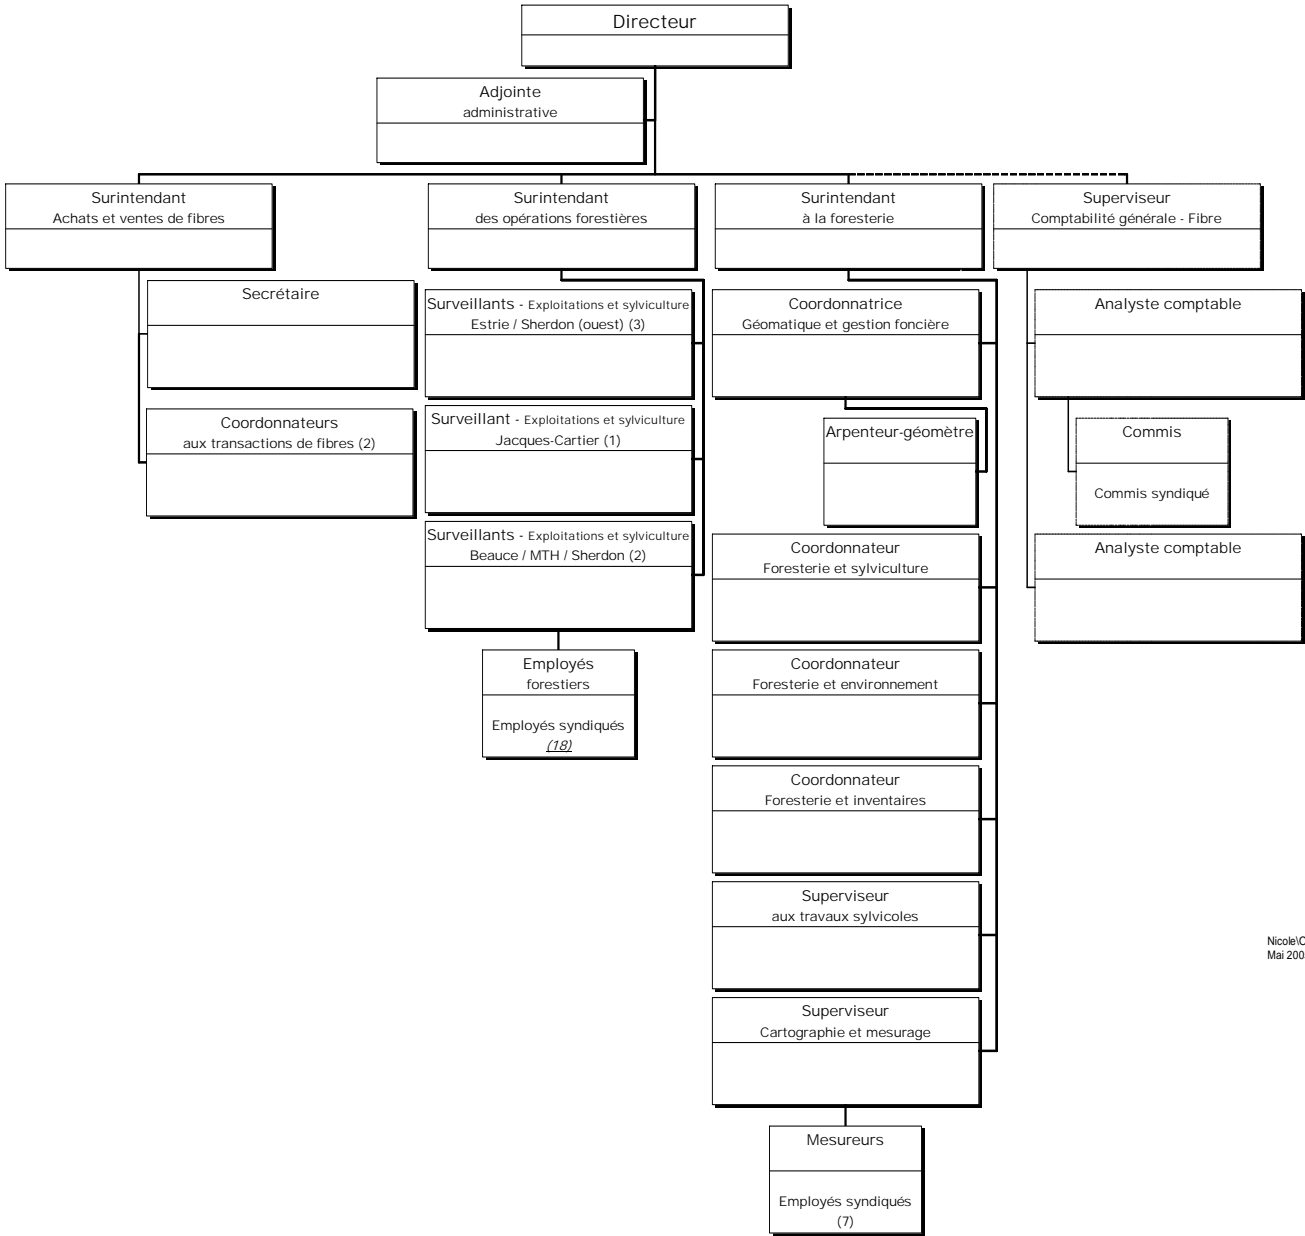 Directeur
Adjointe
administrative
Surintendant
Achats et ventes de fibres
Surintendant
des opérations forestières
Surintendant
à la foresterie
Superviseur
Comptabilité générale - Fibre
Secrétaire
Coordonnateurs
aux transactions de fibres (2)
Surveillants - Exploitations et sylviculture
Estrie / Sherdon (ouest) (3)
Surveillant - Exploitations et sylviculture
Jacques-Cartier (1)
Surveillants - Exploitations et sylviculture
Beauce / MTH / Sherdon (2)
Employés
forestiers
Employés syndiqués
(18)
Coordonnatrice
Géomatique et gestion foncière
Arpenteur-géomètre
Coordonnateur
Foresterie et sylviculture
Coordonnateur
Foresterie et environnement
Coordonnateur
Foresterie et inventaires
Superviseur
aux travaux sylvicoles
Superviseur
Cartographie et mesurage
Mesureurs
Employés syndiqués
(7)
Analyste comptable
Commis
Commis syndiqué
Analyste comptable
Mai